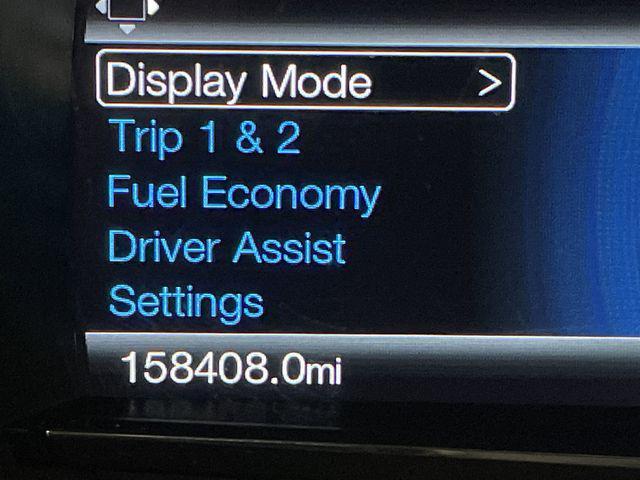 Display Mode >
Trip 1 & 2
Fuel Economy
Driver Assist
Settings
158408.0mi